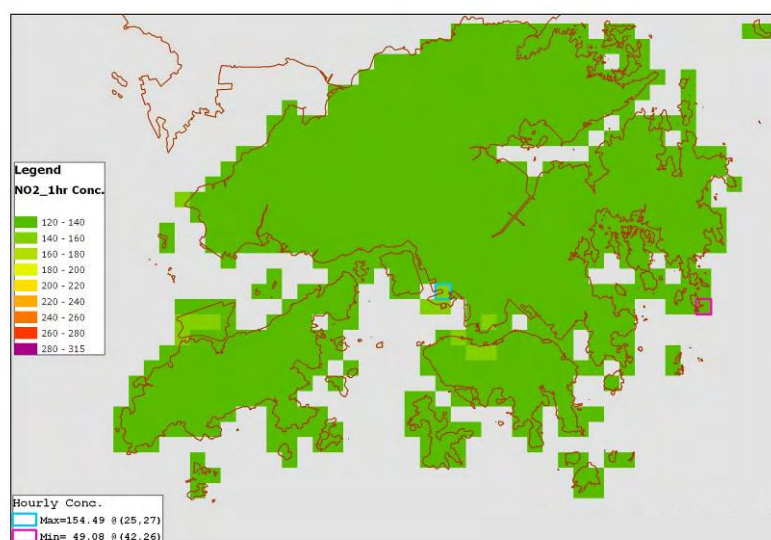 Legend
NO2_1hr Conc.
120 - 140
140 - 160
160 - 180
180 - 200
200 - 220
220 - 240
240 - 260
260 - 280
280 - 315
Hourly Conc.
Max=154.49 @(25,27)
Min= 49.08 @(42,26)